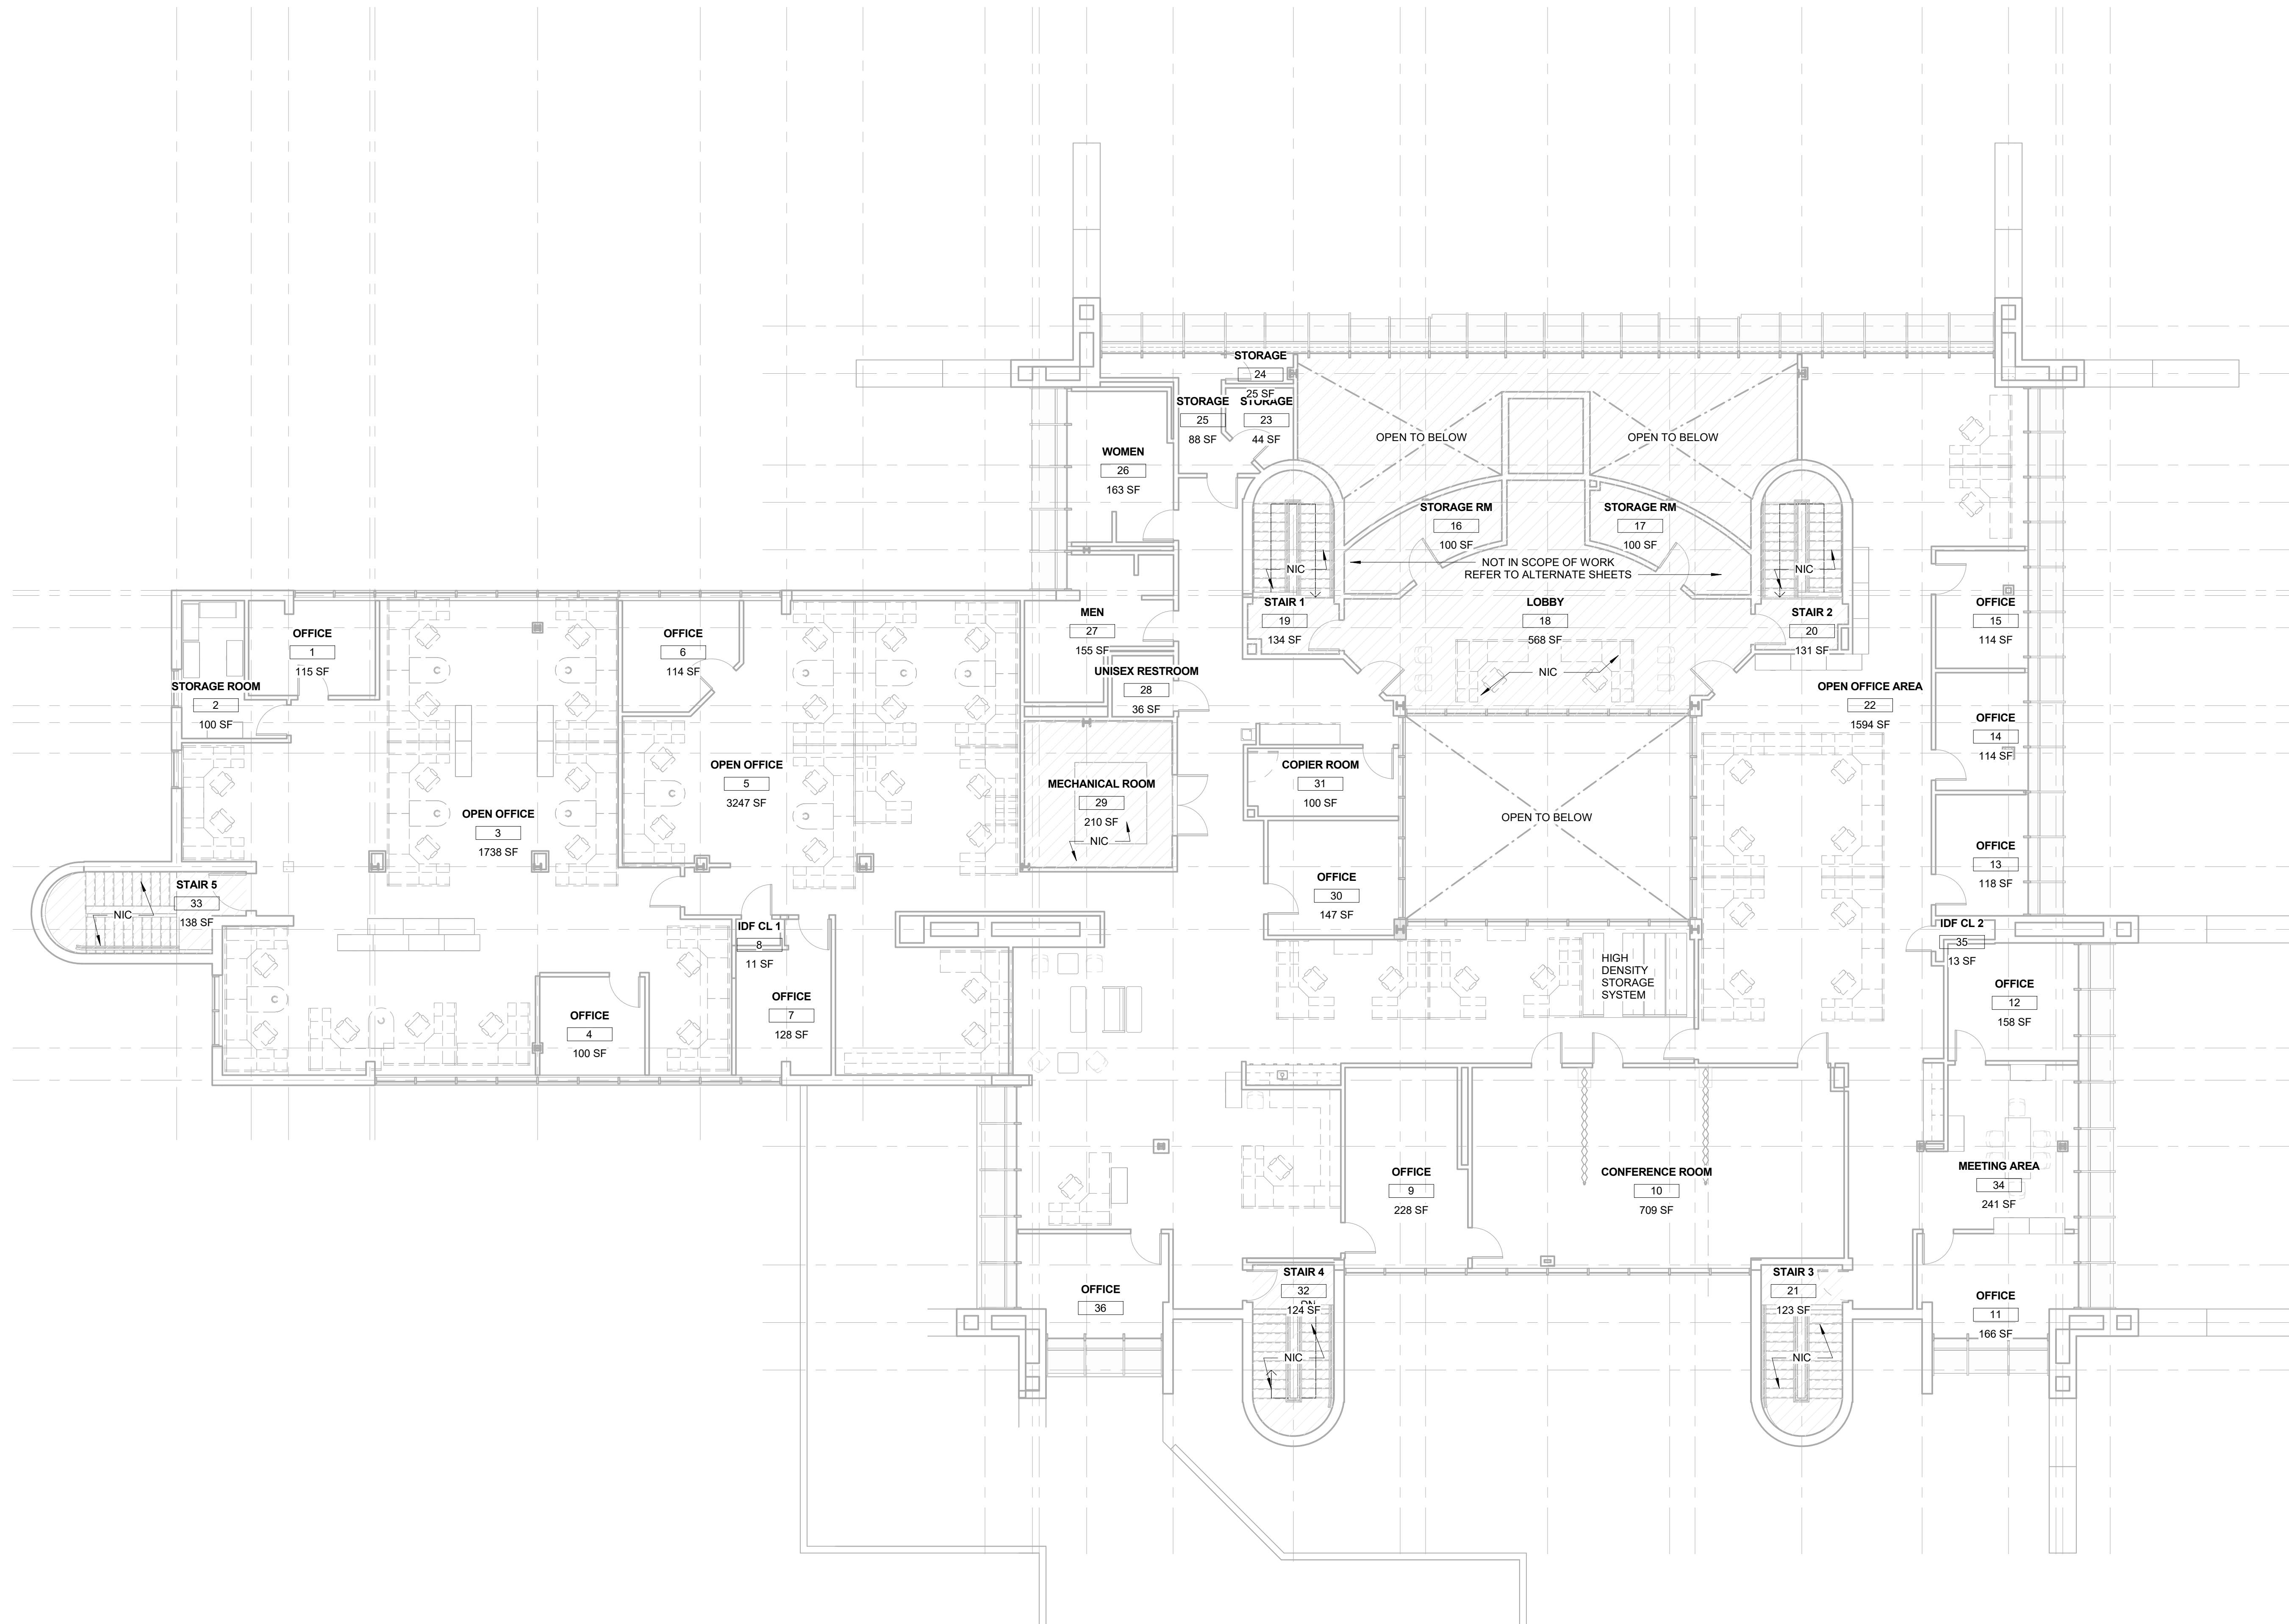 STORAGE
24
25 SF
STORAGE
25
88 SF
STORAGE
23
44 SF
OPEN TO BELOW
OPEN TO BELOW
WOMEN
26
163 SF
STORAGE RM
16
100 SF
STORAGE RM
17
100 SF
NOT IN SCOPE OF WORK
REFER TO ALTERNATE SHEETS
NIC
NIC
STAIR 1
19
134 SF
LOBBY
18
568 SF
NIC
STAIR 2
20
131 SF
OFFICE
15
114 SF
MEN
27
155 SF
OFFICE
1
115 SF
OFFICE
6
114 SF
UNISEX RESTROOM
28
36 SF
STORAGE ROOM
2
100 SF
OPEN OFFICE AREA
22
1594 SF
OFFICE
14
114 SF
OPEN OFFICE
5
3247 SF
COPIER ROOM
31
100 SF
MECHANICAL ROOM
29
210 SF
NIC
OPEN OFFICE
3
1738 SF
OPEN TO BELOW
OFFICE
13
118 SF
STAIR 5
33
138 SF
NIC
OFFICE
30
147 SF
IDF CL 1
8
11 SF
IDF CL 2
35
13 SF
HIGH
DENSITY
STORAGE
SYSTEM
OFFICE
12
158 SF
OFFICE
4
100 SF
OFFICE
7
128 SF
OFFICE
9
228 SF
CONFERENCE ROOM
10
709 SF
MEETING AREA
34
241 SF
OFFICE
36
STAIR 4
32
DN
124 SF
NIC
STAIR 3
21
123 SF
NIC
OFFICE
11
166 SF